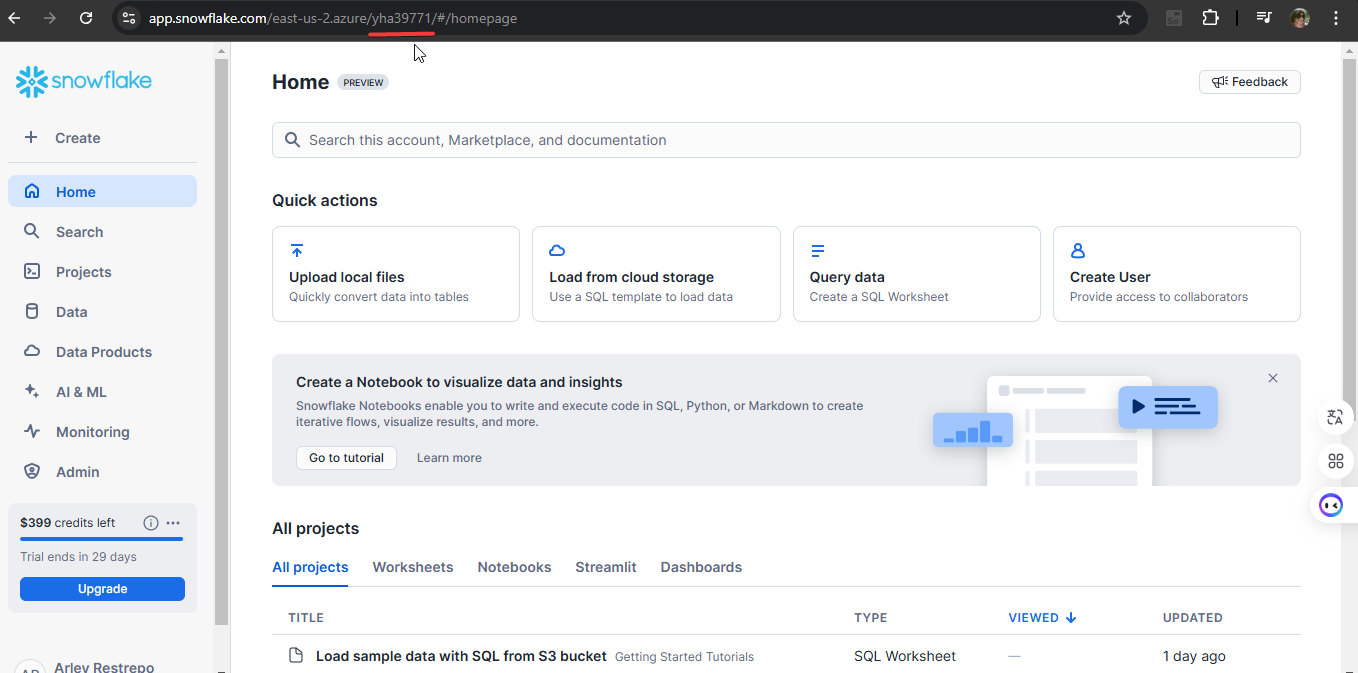 app.snowflake.com/east-us-2.azure/yha39771/#/homepage
snowflake
Create
Home
Search
Projects
Data
Data Products
AI & ML
Monitoring
Admin
$399 credits left
Trial ends in 29 days
Upgrade
Arley Restrepo
Home PREVIEW
Feedback
Search this account, Marketplace, and documentation
Quick actions
Upload local files
Quickly convert data into tables
Load from cloud storage
Use a SQL template to load data
Query data
Create a SQL Worksheet
Create User
Provide access to collaborators
Create a Notebook to visualize data and insights
Snowflake Notebooks enable you to write and execute code in SQL, Python, or Markdown to create
iterative flows, visualize results, and more.
Go to tutorial Learn more
All projects
All projects Worksheets Notebooks Streamlit Dashboards
TITLE TYPE VIEWED UPDATED
Load sample data with SQL from S3 bucket Getting Started Tutorials SQL Worksheet — 1 day ago